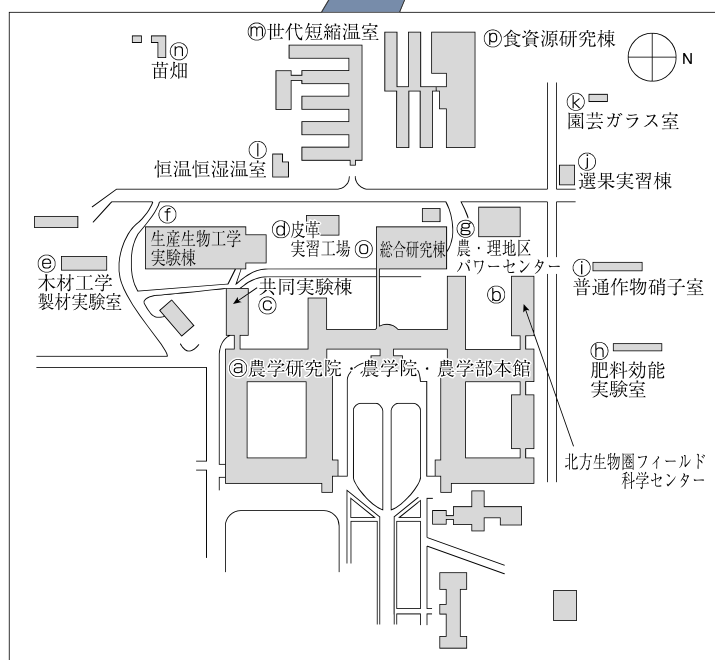 ⓜ世代短縮温室
ⓟ食資源研究棟
ⓝ
苗畑
N
ⓚ
園芸ガラス室
ⓛ
恒温恒湿温室
ⓙ
選果実習棟
ⓕ
生産生物工学
実験棟
ⓓ皮革
実習工場
ⓞ
総合研究棟
ⓖ
農・理地区
パワーセンター
ⓔ
木材工学
製材実験室
ⓘ
普通作物硝子室
共同実験棟
ⓒ
ⓑ
ⓗ
肥料効能
実験室
ⓐ農学研究院・農学院・農学部本館
北方生物圏フィールド
科学センター